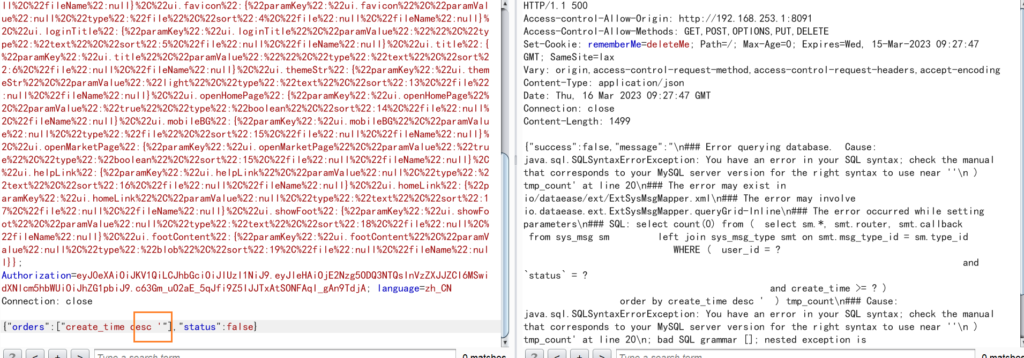 ll%2C%22fileName%22:null}%2C%22ui.favicon%22:{%22paramKey%22:%22ui.favicon%22%2C%22paramVal
ue%22:null%2C%22type%22:%22file%22%2C%22sort%22:4%2C%22file%22:null%2C%22fileName%22:null}%
2C%22ui.loginTitle%22:{%22paramKey%22:%22ui.loginTitle%22%2C%22paramValue%22:%22%22%2C%22ty
pe%22:%22text%22%2C%22sort%22:5%2C%22file%22:null%2C%22fileName%22:null}%2C%22ui.title%22:{
%22paramKey%22:%22ui.title%22%2C%22paramValue%22:%22%22%2C%22type%22:%22text%22%2C%22sort%2
2:6%2C%22file%22:null%2C%22fileName%22:null}%2C%22ui.themeStr%22:{%22paramKey%22:%22ui.them
eStr%22%2C%22paramValue%22:%22light%22%2C%22type%22:%22text%22%2C%22sort%22:13%2C%22file%22
:null%2C%22fileName%22:null}%2C%22ui.openHomePage%22:{%22paramKey%22:%22ui.openHomePage%22%
2C%22paramValue%22:%22true%22%2C%22type%22:%22boolean%22%2C%22sort%22:14%2C%22file%22:null%
2C%22fileName%22:null}%2C%22ui.mobileBG%22:{%22paramKey%22:%22ui.mobileBG%22%2C%22paramValu
e%22:null%2C%22type%22:%22file%22%2C%22sort%22:15%2C%22file%22:null%2C%22fileName%22:null}%
2C%22ui.openMarketPage%22:{%22paramKey%22:%22ui.openMarketPage%22%2C%22paramValue%22:%22tru
e%22%2C%22type%22:%22boolean%22%2C%22sort%22:15%2C%22file%22:null%2C%22fileName%22:null}%2C
%22ui.helpLink%22:{%22paramKey%22:%22ui.helpLink%22%2C%22paramValue%22:null%2C%22type%22:%2
2text%22%2C%22sort%22:16%2C%22file%22:null%2C%22fileName%22:null}%2C%22ui.homeLink%22:{%22p
aramKey%22:%22ui.homeLink%22%2C%22paramValue%22:null%2C%22type%22:%22text%22%2C%22sort%22:1
7%2C%22file%22:null%2C%22fileName%22:null}%2C%22ui.showFoot%22:{%22paramKey%22:%22ui.showFo
ot%22%2C%22paramValue%22:null%2C%22type%22:%22text%22%2C%22sort%22:18%2C%22file%22:null%2C%
22fileName%22:null}%2C%22ui.footContent%22:{%22paramKey%22:%22ui.footContent%22%2C%22paramV
alue%22:null%2C%22type%22:%22blob%22%2C%22sort%22:19%2C%22file%22:null%2C%22fileName%22:nul
l}};
language=zh_CN
Connection: close
{"orders":["create_time desc '"],"status":false}
Type a search term
0 matches
HTTP/1.1 500
Access-control-Allow-Origin: http://192.168.253.1:8091
Access-Control-Allow-Methods: GET,POST,OPTIONS,PUT,DELETE
Set-Cookie: rememberMe=deleteMe; Path=/; Max-Age=0; Expires=Wed, 15-Mar-2023 09:27:47
GMT; SameSite=lax
Vary: origin,access-control-request-method,access-control-request-headers,accept-encoding
Content-Type: application/json
Date: Thu, 16 Mar 2023 09:27:47 GMT
Connection: close
Content-Length: 1499
{"success":false,"message":"\n### Error querying database.  Cause:
java.sql.SQLSyntaxErrorException: You have an error in your SQL syntax; check the manual
that corresponds to your MySQL server version for the right syntax to use near ''\n )
tmp_count' at line 20\n### The error may exist in
io/dataease/ext/ExtSysMsgMapper.xml\n### The error may involve
io.dataease.ext.ExtSysMsgMapper.queryGrid-Inline\n### The error occurred while setting
parameters\n### SQL: select count(0) from (  select sm.*, smt.router, smt.callback
from sys_msg sm          left join sys_msg_type smt on smt.msg_type_id = sm.type_id
WHERE (  user_id = ?
and
`status` = ?
and create_time >= ? )
order by create_time desc '  ) tmp_count\n### Cause:
java.sql.SQLSyntaxErrorException: You have an error in your SQL syntax; check the manual
that corresponds to your MySQL server version for the right syntax to use near ''\n )
tmp_count' at line 20\n; bad SQL grammar []; nested exception is
Type a search term
0 matches